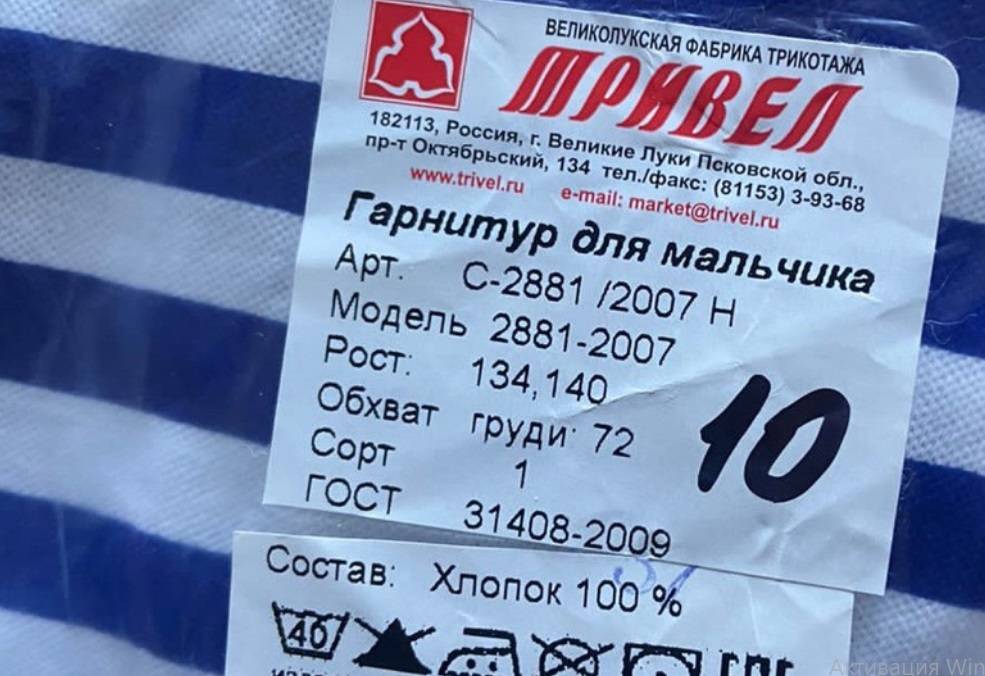 ВЕЛИКОЛУКСКАЯ ФАБРИКА ТРИКОТАЖА
ТРИВЕЛ
182113, Россия, г. Великие Луки Псковской обл.,
пр-т Октябрьский, 134 тел./факс: (81153) 3-93-68
www.trivel.ru e-mail: market@trivel.ru
Гарнитур для мальчика
Арт. С-2881 /2007 Н
Модель 2881-2007
Рост: 134,140
Обхват груди: 72
10
Сорт 1
ГОСТ 31408-2009
Состав: Хлопок 100 %
40
Активация Win